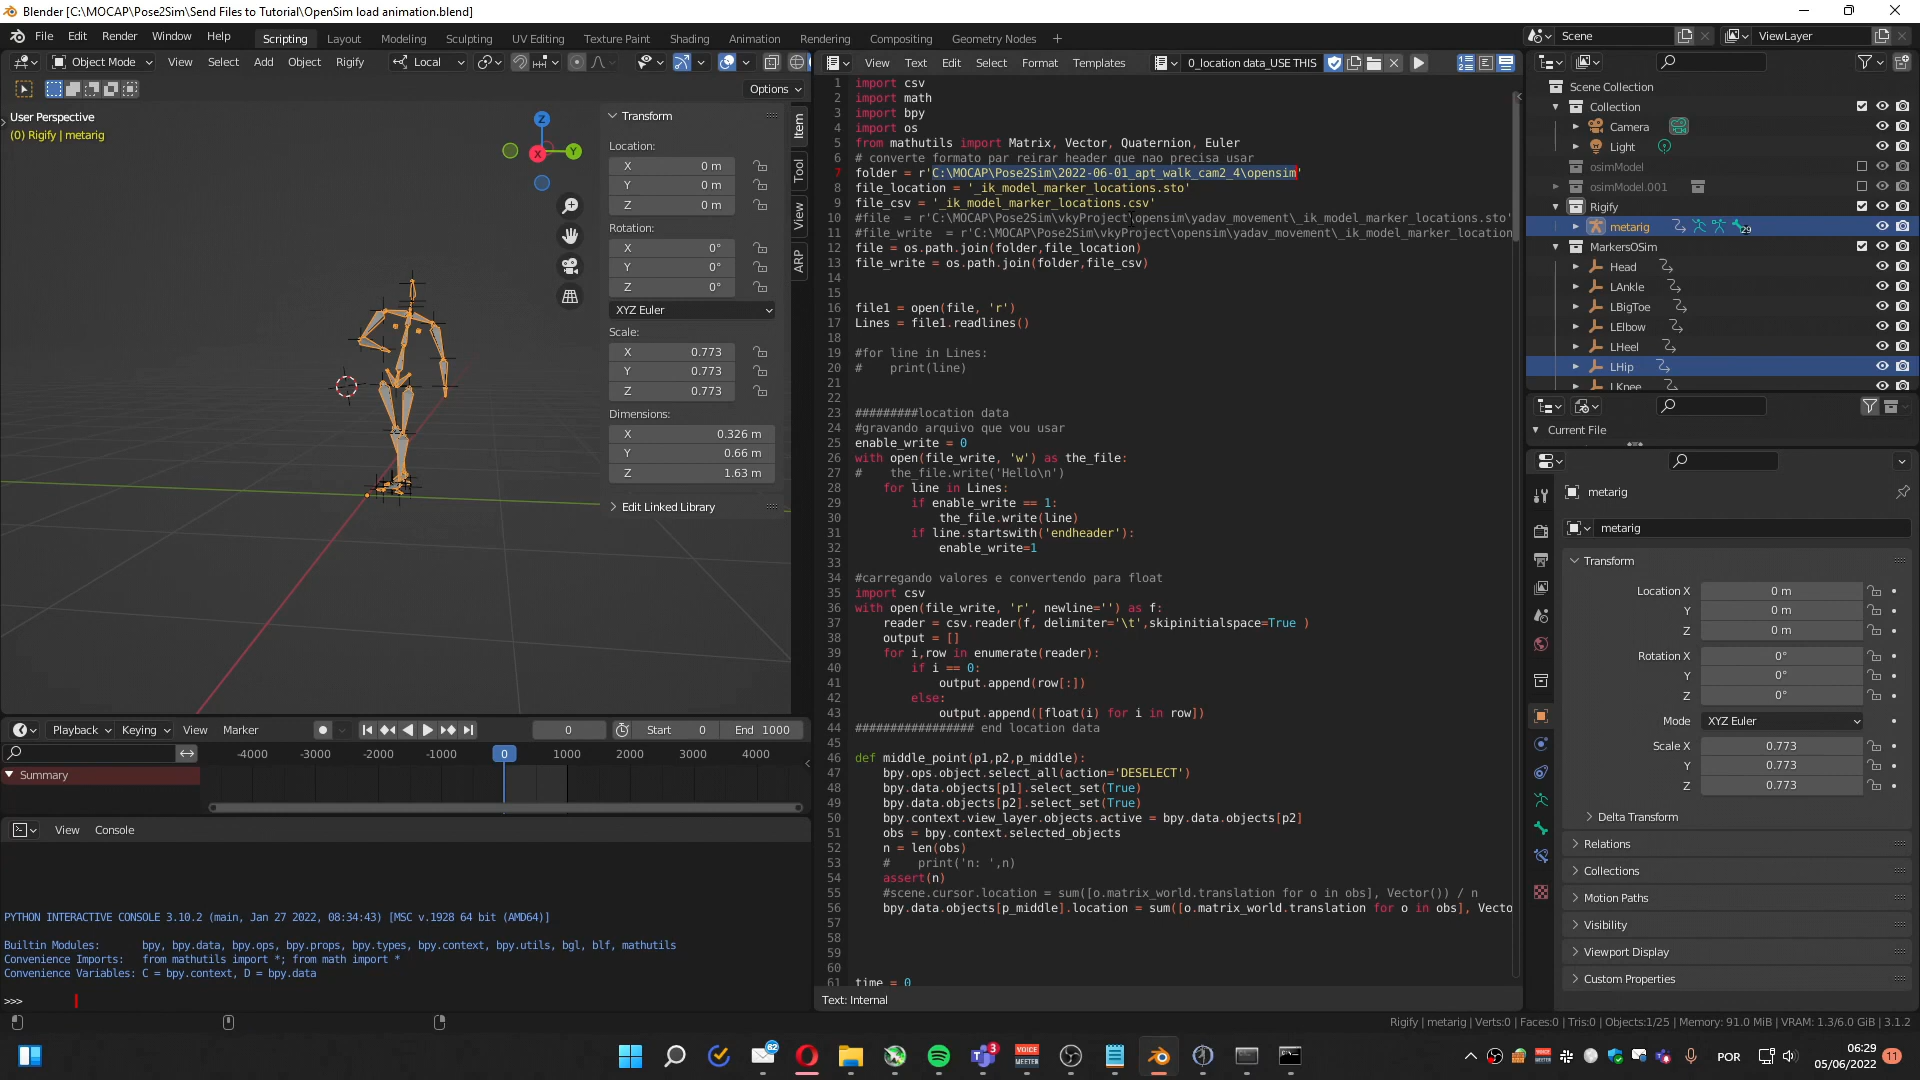 Blender [C:\MOCAP\Pose2Sim\Send Files to Tutorial\OpenSim load animation.blend]
File Edit Render Window Help
Scripting Layout Modeling Sculpting UV Editing Texture Paint Shading Animation Rendering Compositing Geometry Nodes +
Scene
ViewLayer
Object Mode View Select Add Object Rigify Local
Options
User Perspective
(0) Rigify | metarig
Z
X
Y
Transform
Location:
X 0 m
Y 0 m
Z 0 m
Rotation:
X 0°
Y 0°
Z 0°
XYZ Euler
Scale:
X 0.773
Y 0.773
Z 0.773
Dimensions:
X 0.326 m
Y 0.66 m
Z 1.63 m
Edit Linked Library
Item
Tool
View
ARP
Playback Keying View Marker
0
Start 0
End 1000
-4000 -3000 -2000 -1000 0 1000 2000 3000 4000
Summary
View Console
PYTHON INTERACTIVE CONSOLE 3.10.2 (main, Jan 27 2022, 08:34:43) [MSC v.1928 64 bit (AMD64)]
Builtin Modules: bpy, bpy.data, bpy.ops, bpy.props, bpy.types, bpy.context, bpy.utils, bgl, blf, mathutils
Convenience Imports: from mathutils import *; from math import *
Convenience Variables: C = bpy.context, D = bpy.data
>>>
View Text Edit Select Format Templates
0_location data_USE THIS
1 import csv
2 import math
3 import bpy
4 import os
5 from mathutils import Matrix, Vector, Quaternion, Euler
6 # converte formato par reirar header que nao precisa usar
7 folder = r'C:\MOCAP\Pose2Sim\2022-06-01_apt_walk_cam2_4\opensim'
8 file_location = '_ik_model_marker_locations.sto'
9 file_csv = '_ik_model_marker_locations.csv'
10 #file  = r'C:\MOCAP\Pose2Sim\vkyProject\opensim\yadav_movement\_ik_model_marker_locations.sto'
11 #file_write  = r'C:\MOCAP\Pose2Sim\vkyProject\opensim\yadav_movement\_ik_model_marker_location
12 file = os.path.join(folder,file_location)
13 file_write = os.path.join(folder,file_csv)
14
15
16 file1 = open(file, 'r')
17 Lines = file1.readlines()
18
19 #for line in Lines:
20 #    print(line)
21
22
23 #########location data
24 #gravando arquivo que vou usar
25 enable_write = 0
26 with open(file_write, 'w') as the_file:
27 #    the_file.write('Hello\n')
28     for line in Lines:
29         if enable_write == 1:
30             the_file.write(line)
31         if line.startswith('endheader'):
32             enable_write=1
33
34 #carregando valores e convertendo para float
35 import csv
36 with open(file_write, 'r', newline='') as f:
37     reader = csv.reader(f, delimiter='\t',skipinitialspace=True )
38     output = []
39     for i,row in enumerate(reader):
40         if i == 0:
41             output.append(row[:])
42         else:
43             output.append([float(i) for i in row])
44 ################# end location data
45
46 def middle_point(p1,p2,p_middle):
47     bpy.ops.object.select_all(action='DESELECT')
48     bpy.data.objects[p1].select_set(True)
49     bpy.data.objects[p2].select_set(True)
50     bpy.context.view_layer.objects.active = bpy.data.objects[p2]
51     obs = bpy.context.selected_objects
52     n = len(obs)
53     #    print('n: ',n)
54     assert(n)
55     #scene.cursor.location = sum([o.matrix_world.translation for o in obs], Vector()) / n
56     bpy.data.objects[p_middle].location = sum([o.matrix_world.translation for o in obs], Vecto
57
58
59
60
61 time = 0
Text: Internal
Scene Collection
Collection
Camera
Light
osimModel
osimModel.001
Rigify
metarig
29
MarkersOSim
Head
LAnkle
LBigToe
LElbow
LHeel
LHip
LKnee
Current File
metarig
metarig
Transform
Location X 0 m
Y 0 m
Z 0 m
Rotation X 0°
Y 0°
Z 0°
Mode XYZ Euler
Scale X 0.773
Y 0.773
Z 0.773
Delta Transform
Relations
Collections
Motion Paths
Visibility
Viewport Display
Custom Properties
Rigify | metarig | Verts:0 | Faces:0 | Tris:0 | Objects:1/25 | Memory: 91.0 MiB | VRAM: 1.3/6.0 GiB | 3.1.2
62
3
VOICE MEETER
POR
06:29
05/06/2022
11